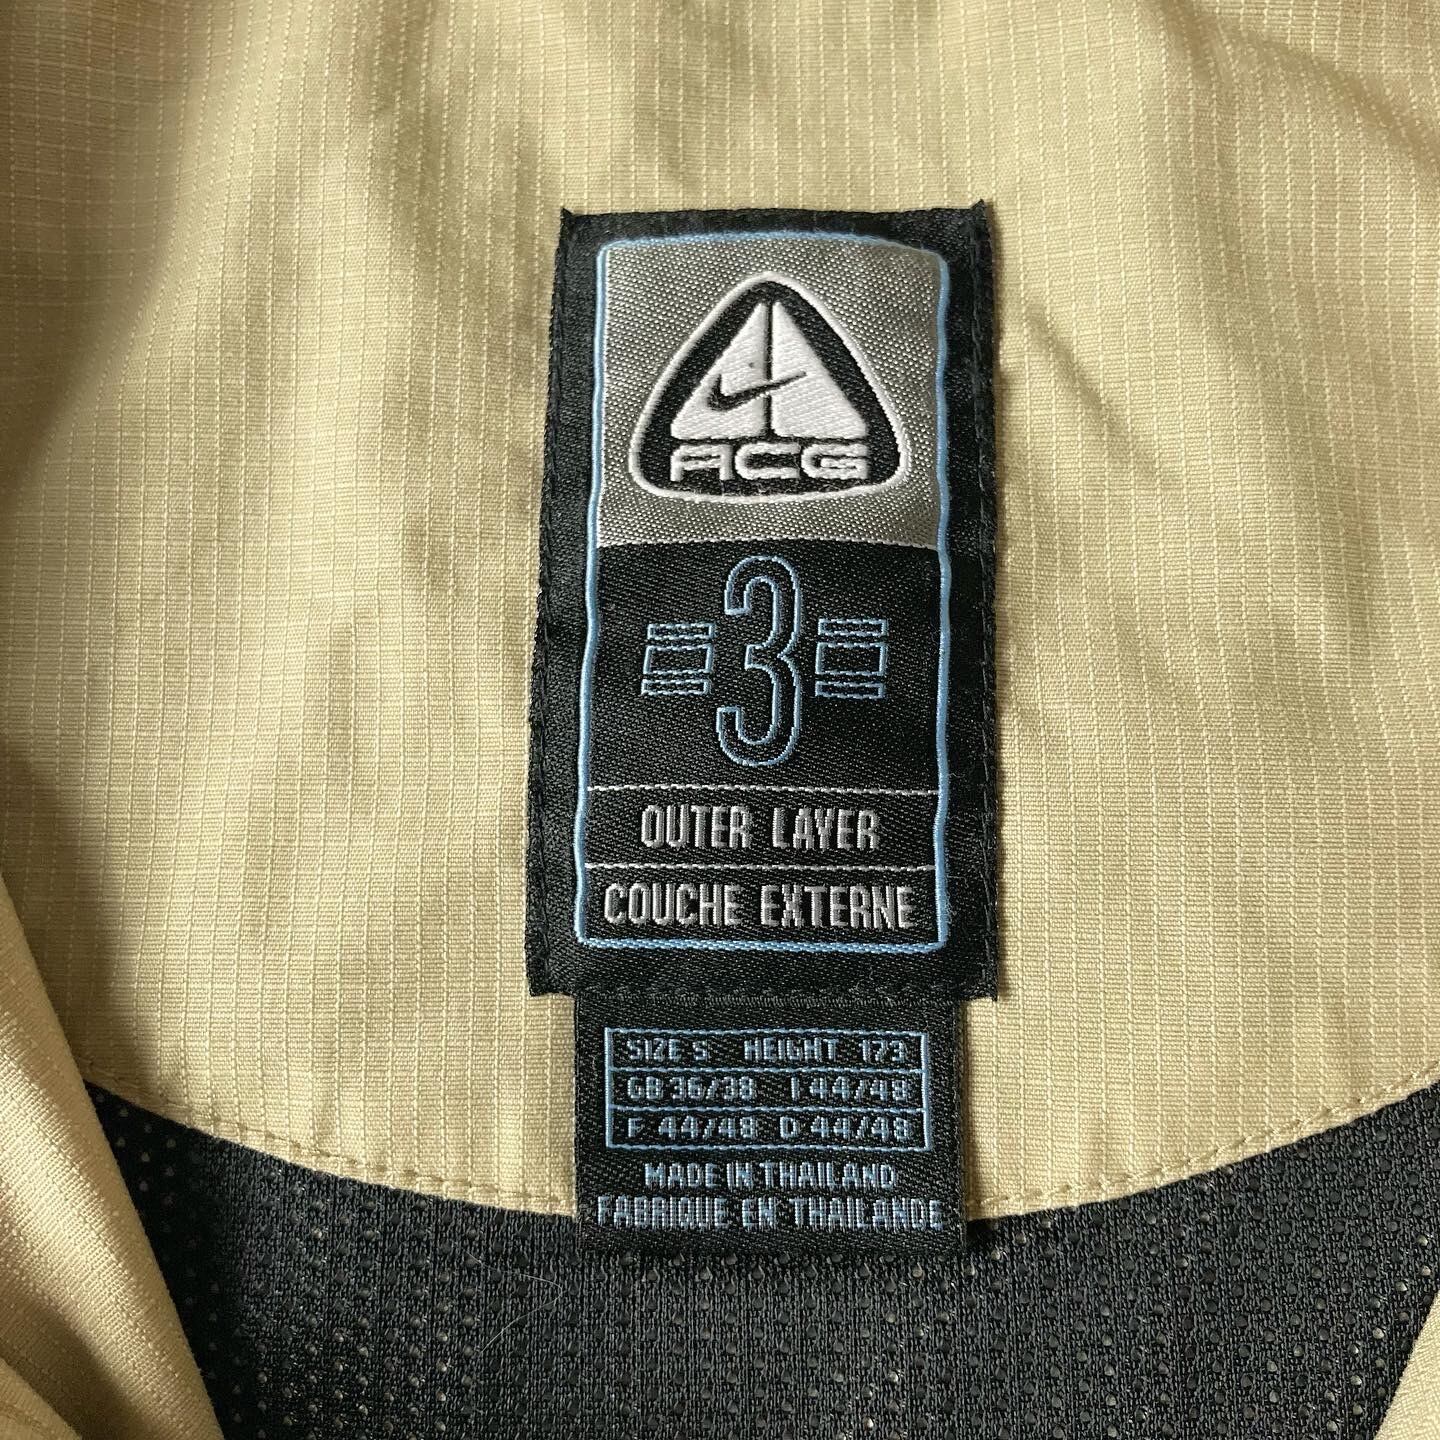 ACG
3
OUTER LAYER
COUCHE EXTERNE
SIZE S HEIGHT 173
GB 36/38 I 44/48
F 44/48 D 44/48
MADE IN THAILAND
FABRIQUE EN THAILANDE